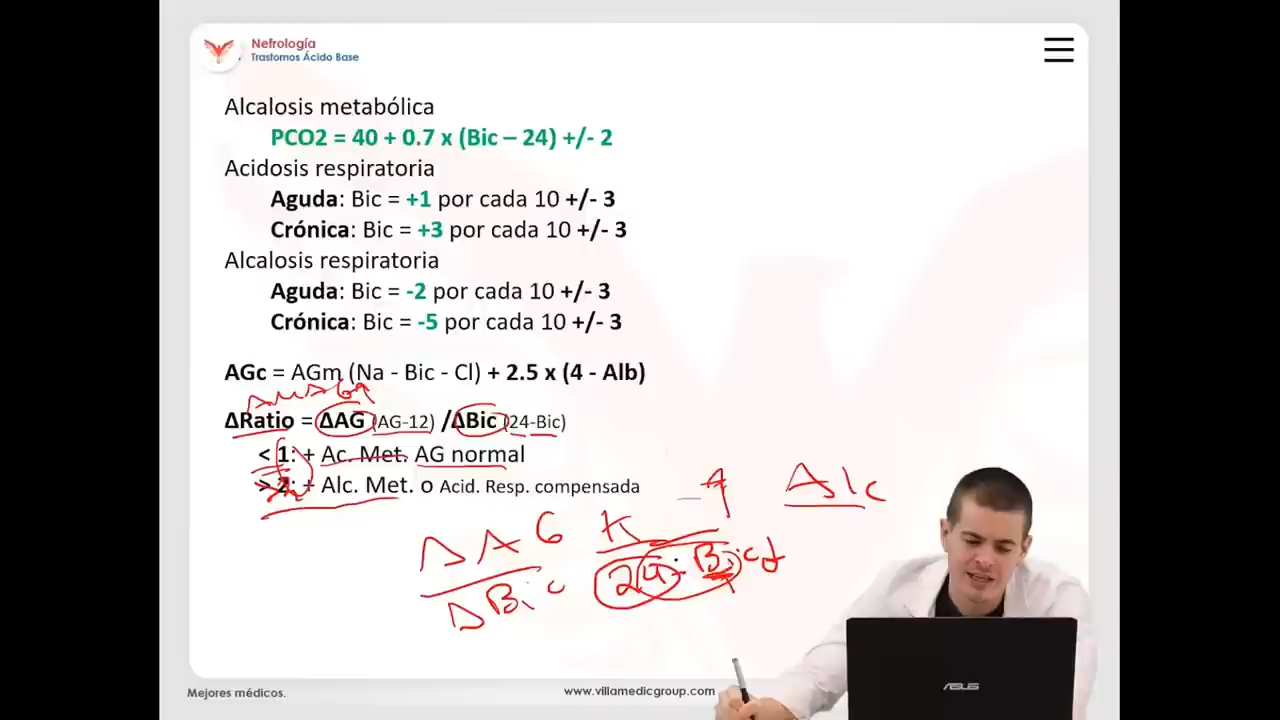 Nefrología
Trastornos Ácido Base
Alcalosis metabólica
PCO2 = 40 + 0.7 x (Bic – 24) +/- 2
Acidosis respiratoria
Aguda: Bic = +1 por cada 10 +/- 3
Crónica: Bic = +3 por cada 10 +/- 3
Alcalosis respiratoria
Aguda: Bic = -2 por cada 10 +/- 3
Crónica: Bic = -5 por cada 10 +/- 3
AGc = AGm (Na - Bic - Cl) + 2.5 x (4 - Alb)
ΔRatio = ΔAG (AG-12) /ΔBic (24-Bic)
< 1: + Ac. Met. AG normal
> 2: + Alc. Met. o Acid. Resp. compensada
Alc
ΔAG K
ΔBic 24 - Bic
Mejores médicos.
www.villamedicgroup.com
ASUS